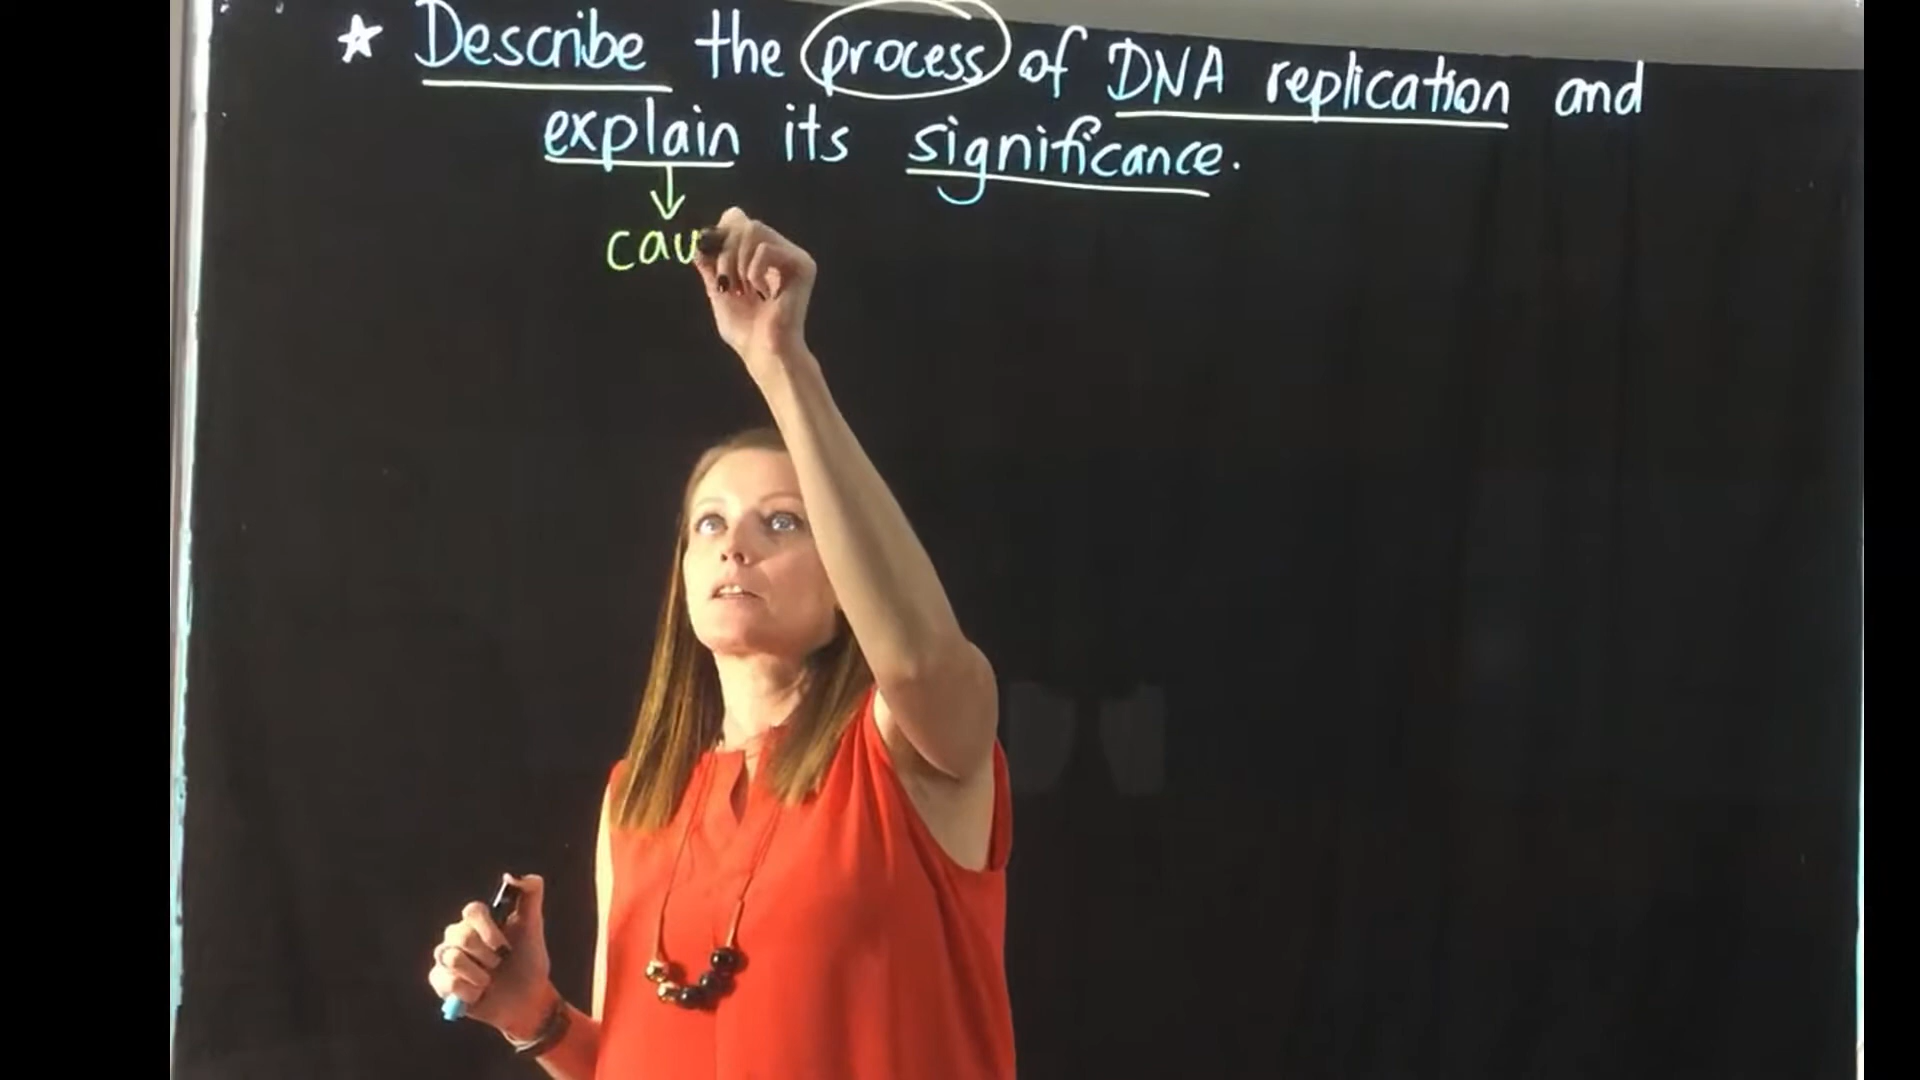 ★ Describe the process of DNA replication and
explain its significance.
↓
cau